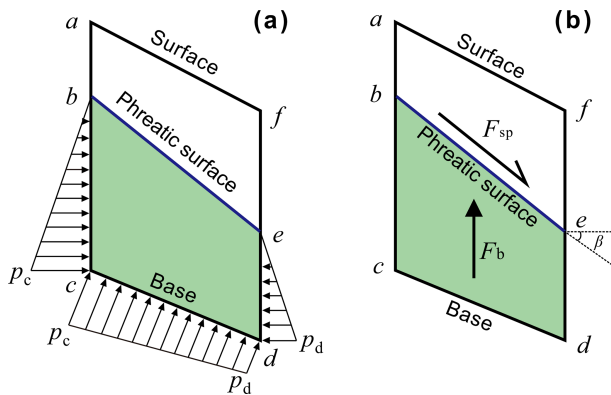 (a)
a
Surface
f
b
Phreatic surface
e
p_c
c
Base
p_c
d
p_d
p_d
(b)
a
Surface
f
b
F_sp
Phreatic surface
e
β
F_b
c
Base
d